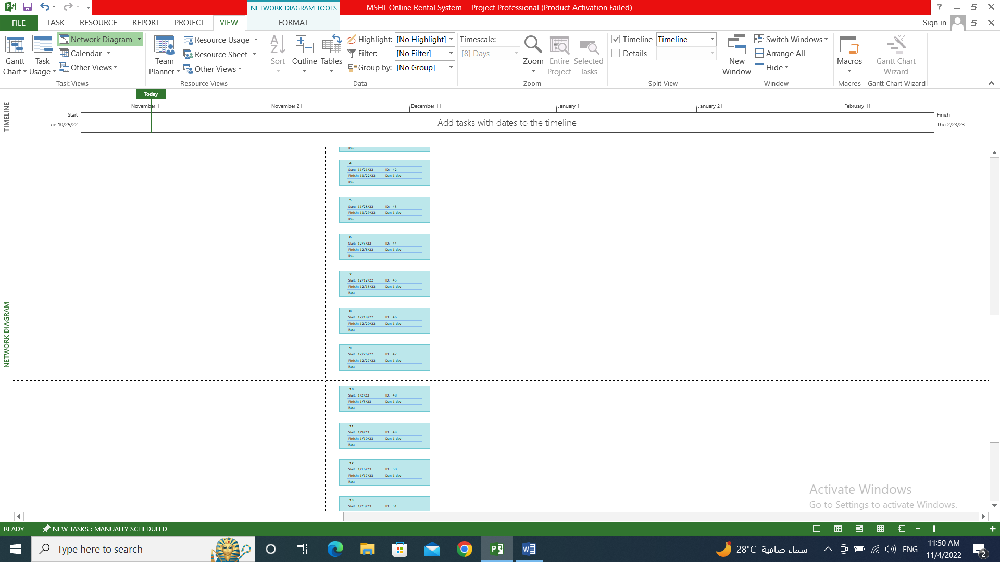 NETWORK DIAGRAM TOOLS
MSHL Online Rental System - Project Professional (Product Activation Failed)
FILE TASK RESOURCE REPORT PROJECT VIEW FORMAT Sign in
Gantt Chart
Task Usage
Network Diagram
Calendar
Other Views
Task Views
Team Planner
Resource Usage
Resource Sheet
Other Views
Resource Views
Sort
Outline
Tables
Highlight: [No Highlight]
Filter: [No Filter]
Group by: [No Group]
Data
Timescale:
[8] Days
Zoom
Entire Project
Selected Tasks
Zoom
Timeline Timeline
Details
Split View
New Window
Switch Windows
Arrange All
Hide
Window
Macros
Macros
Gantt Chart Wizard
Gantt Chart Wizard
TIMELINE
Today
November 1 November 21 December 11 January 1 January 21 February 11
Start
Tue 10/25/22
Add tasks with dates to the timeline
Finish
Thu 2/23/23
NETWORK DIAGRAM
Res:
4
Start: 11/21/22 ID: 42
Finish: 11/22/22 Dur: 1 day
Res:
5
Start: 11/28/22 ID: 43
Finish: 11/29/22 Dur: 1 day
Res:
6
Start: 12/5/22 ID: 44
Finish: 12/6/22 Dur: 1 day
Res:
7
Start: 12/12/22 ID: 45
Finish: 12/13/22 Dur: 1 day
Res:
8
Start: 12/19/22 ID: 46
Finish: 12/20/22 Dur: 1 day
Res:
9
Start: 12/26/22 ID: 47
Finish: 12/27/22 Dur: 1 day
Res:
10
Start: 1/2/23 ID: 48
Finish: 1/3/23 Dur: 1 day
Res:
11
Start: 1/9/23 ID: 49
Finish: 1/10/23 Dur: 1 day
Res:
12
Start: 1/16/23 ID: 50
Finish: 1/17/23 Dur: 1 day
Res:
13
Start: 1/23/23 ID: 51
Activate Windows
Go to Settings to activate Windows.
READY NEW TASKS : MANUALLY SCHEDULED
Type here to search
28°C سماء صافية
ENG
11:50 AM
11/4/2022
2